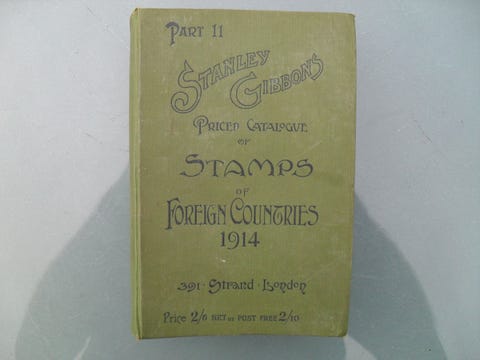 PART II
STANLEY
GIBBONS
PRICED CATALOGUE
OF
STAMPS
OF
FOREIGN COUNTRIES
1914
391 · Strand · London
Price 2/6 NET OR POST FREE 2/10